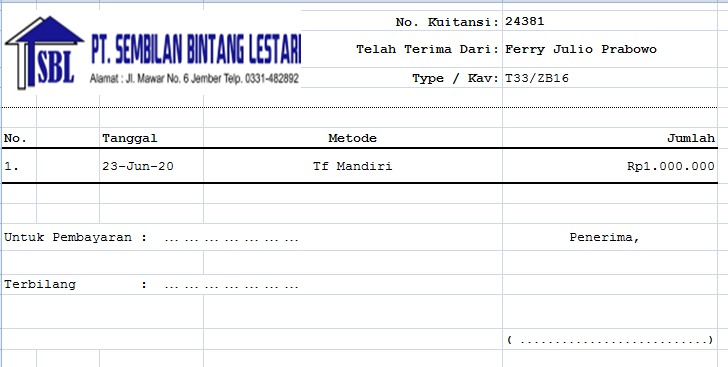 No. Kuitansi: 24381
SBL PT. SEMBILAN BINTANG LESTARI
Telah Terima Dari: Ferry Julio Prabowo
Alamat : Jl. Mawar No. 6 Jember Telp. 0331-482892
Type / Kav: T33/ZB16
No. Tanggal Metode Jumlah
1. 23-Jun-20 Tf Mandiri Rp1.000.000
Untuk Pembayaran : ... ... ... ... ... ... ... Penerima,
Terbilang : ... ... ... ... ... ... ...
( ...........................)